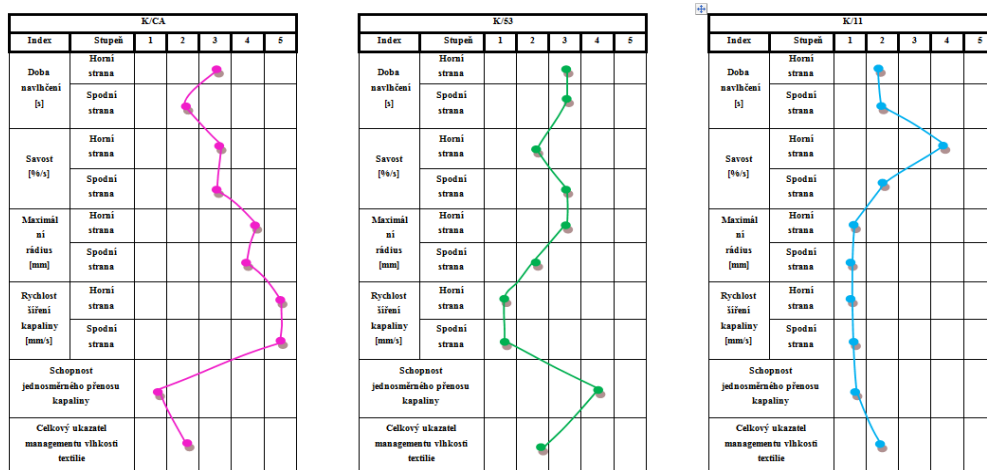 K/CA
Index Stupeň 1 2 3 4 5
Doba
navlhčení
[s]
Horní
strana
Spodní
strana
Savost
[%/s]
Horní
strana
Spodní
strana
Maximál
ní
rádius
[mm]
Horní
strana
Spodní
strana
Rychlost
šíření
kapaliny
[mm/s]
Horní
strana
Spodní
strana
Schopnost
jednosměrného přenosu
kapaliny
Celkový ukazatel
managementu vlhkosti
textilie
K/53
Index Stupeň 1 2 3 4 5
Doba
navlhčení
[s]
Horní
strana
Spodní
strana
Savost
[%/s]
Horní
strana
Spodní
strana
Maximál
ní
rádius
[mm]
Horní
strana
Spodní
strana
Rychlost
šíření
kapaliny
[mm/s]
Horní
strana
Spodní
strana
Schopnost
jednosměrného přenosu
kapaliny
Celkový ukazatel
managementu vlhkosti
textilie
K/11
Index Stupeň 1 2 3 4 5
Doba
navlhčení
[s]
Horní
strana
Spodní
strana
Savost
[%/s]
Horní
strana
Spodní
strana
Maximál
ní
rádius
[mm]
Horní
strana
Spodní
strana
Rychlost
šíření
kapaliny
[mm/s]
Horní
strana
Spodní
strana
Schopnost
jednosměrného přenosu
kapaliny
Celkový ukazatel
managementu vlhkosti
textilie